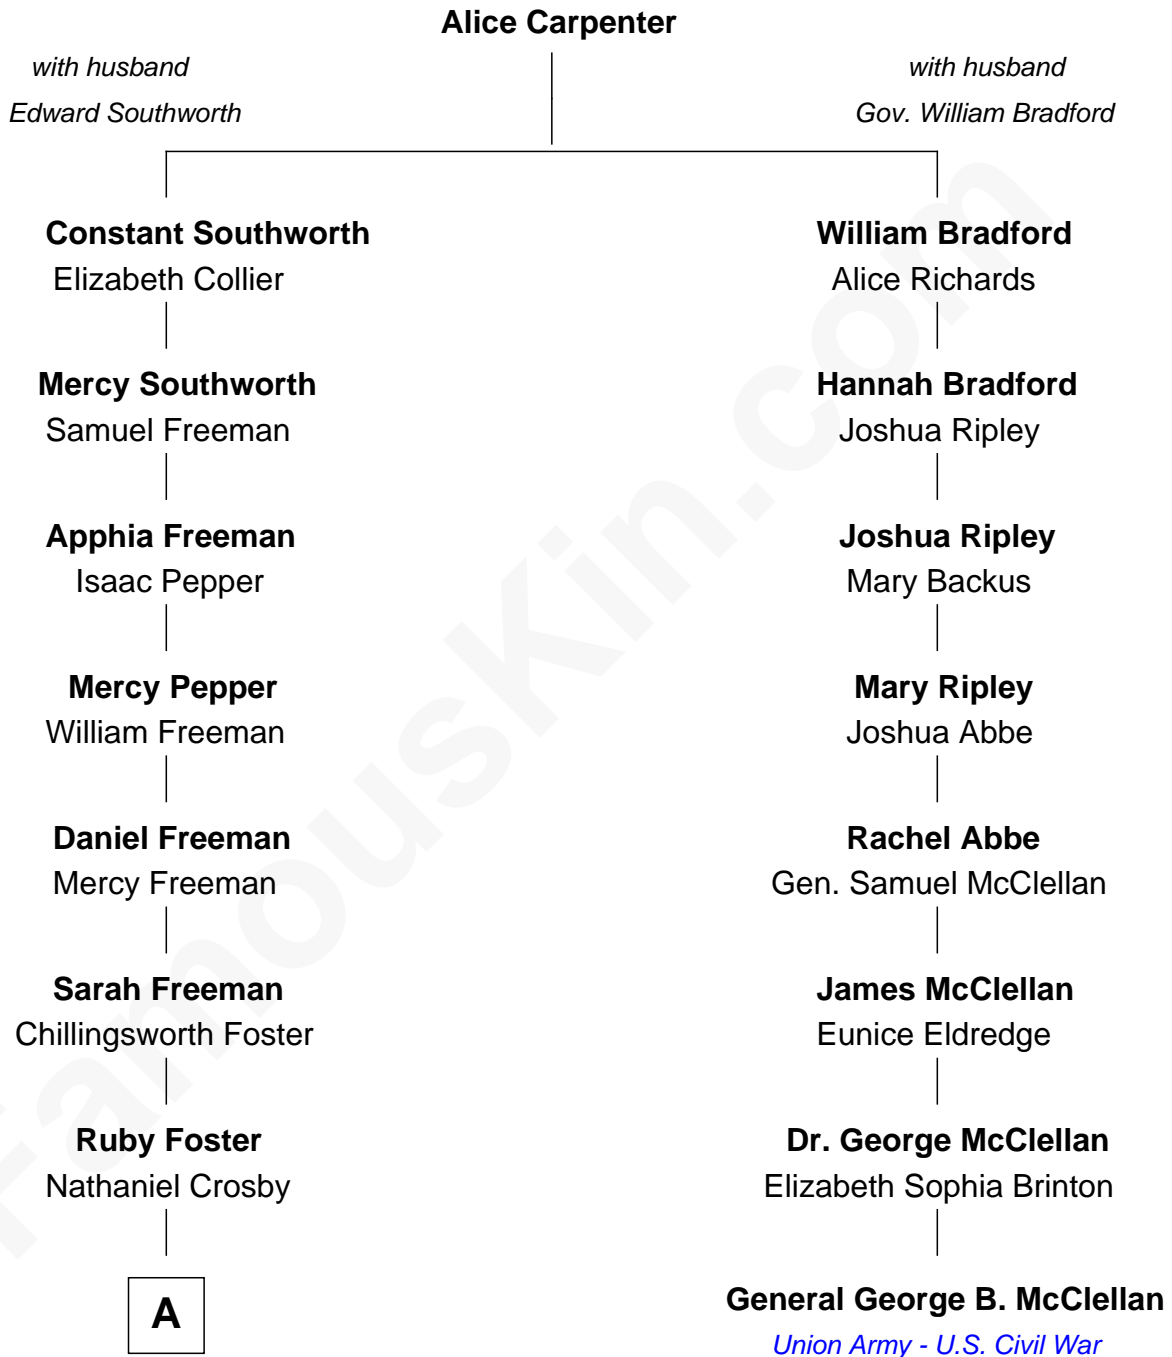 Alice Carpenter
with husband
Edward Southworth
with husband
Gov. William Bradford
Constant Southworth
Elizabeth Collier
William Bradford
Alice Richards
Mercy Southworth
Samuel Freeman
Hannah Bradford
Joshua Ripley
Apphia Freeman
Isaac Pepper
Joshua Ripley
Mary Backus
Mercy Pepper
William Freeman
Mary Ripley
Joshua Abbe
Daniel Freeman
Mercy Freeman
Rachel Abbe
Gen. Samuel McClellan
Sarah Freeman
Chillingsworth Foster
James McClellan
Eunice Eldredge
Ruby Foster
Nathaniel Crosby
Dr. George McClellan
Elizabeth Sophia Brinton
A
General George B. McClellan
Union Army - U.S. Civil War
FamousKin.com